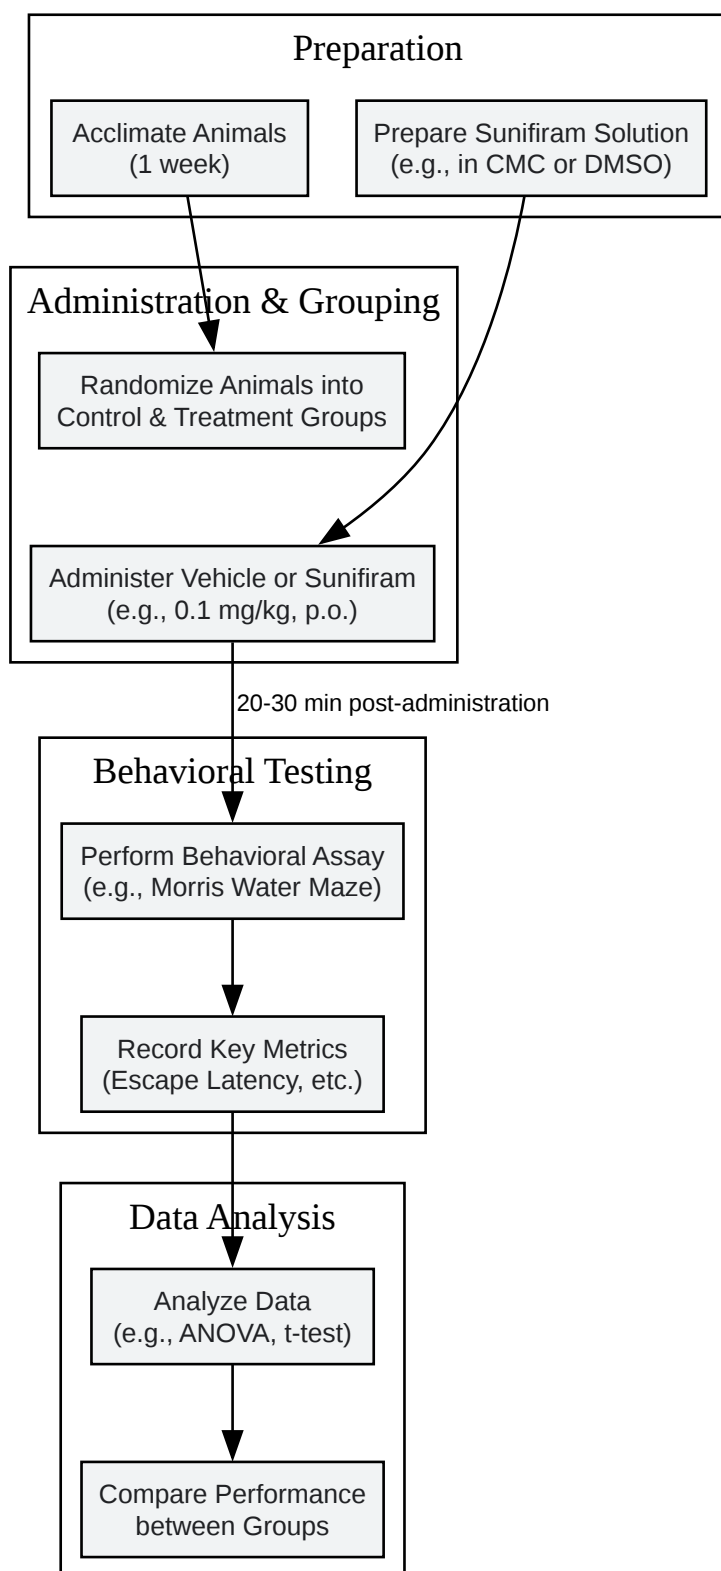 Preparation
Acclimate Animals
(1 week)
Prepare Sunifiram Solution
(e.g., in CMC or DMSO)
Administration & Grouping
Randomize Animals into
Control & Treatment Groups
Administer Vehicle or Sunifiram
(e.g., 0.1 mg/kg, p.o.)
20-30 min post-administration
Behavioral Testing
Perform Behavioral Assay
(e.g., Morris Water Maze)
Record Key Metrics
(Escape Latency, etc.)
Data Analysis
Analyze Data
(e.g., ANOVA, t-test)
Compare Performance
between Groups